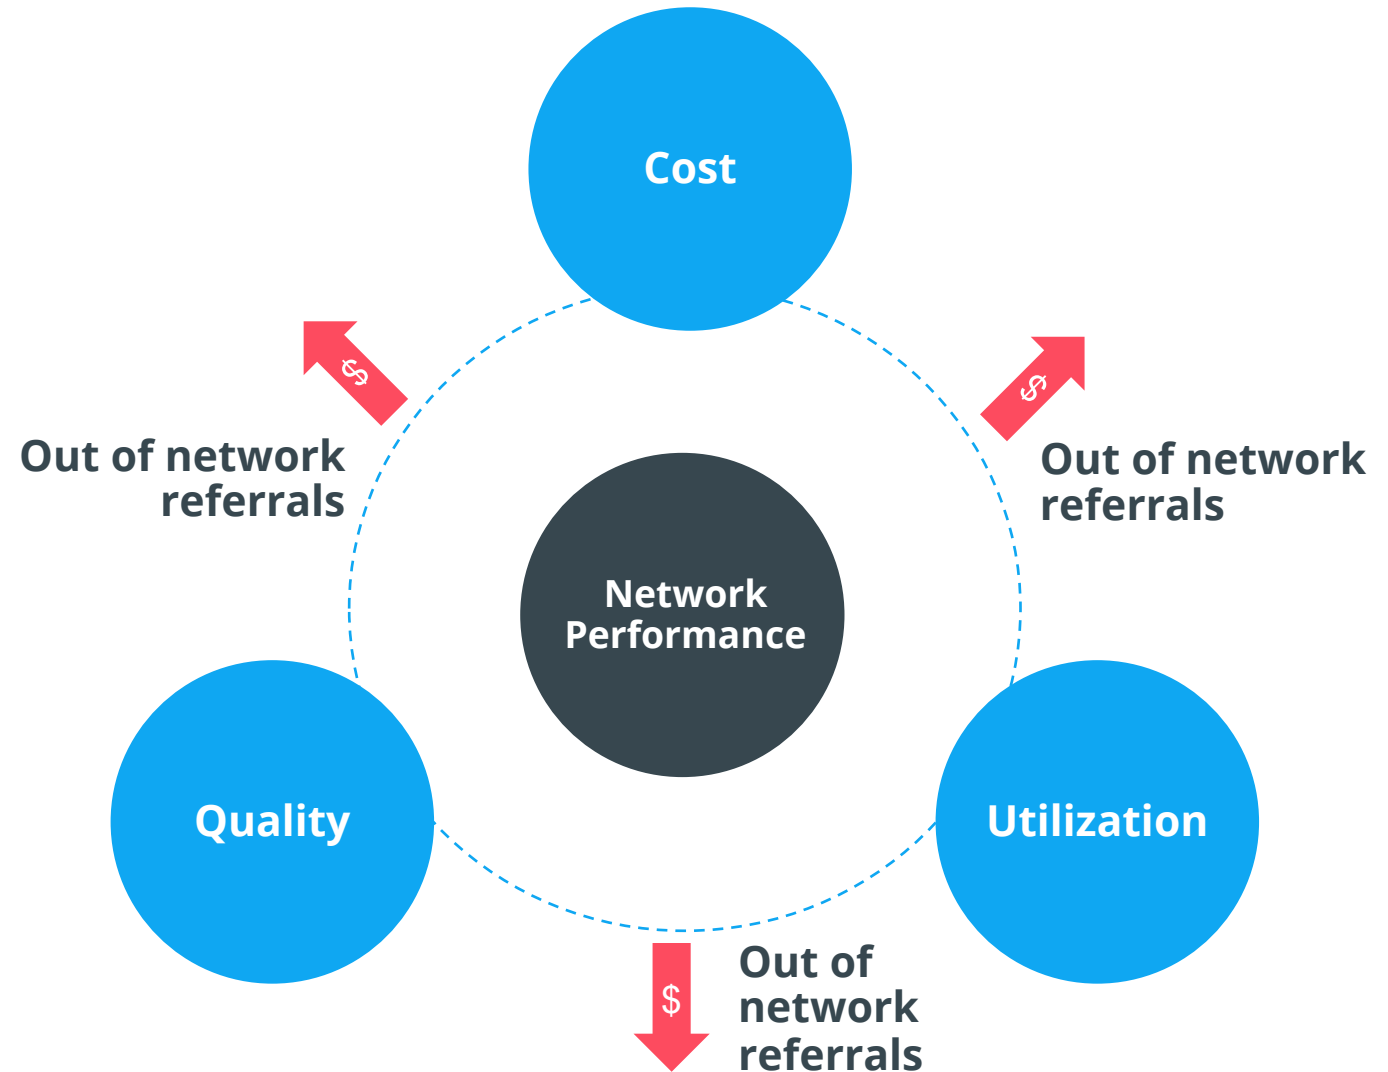 Cost
$
$
Out of network
referrals
Out of network
referrals
Network
Performance
Quality
Utilization
$
Out of
network
referrals